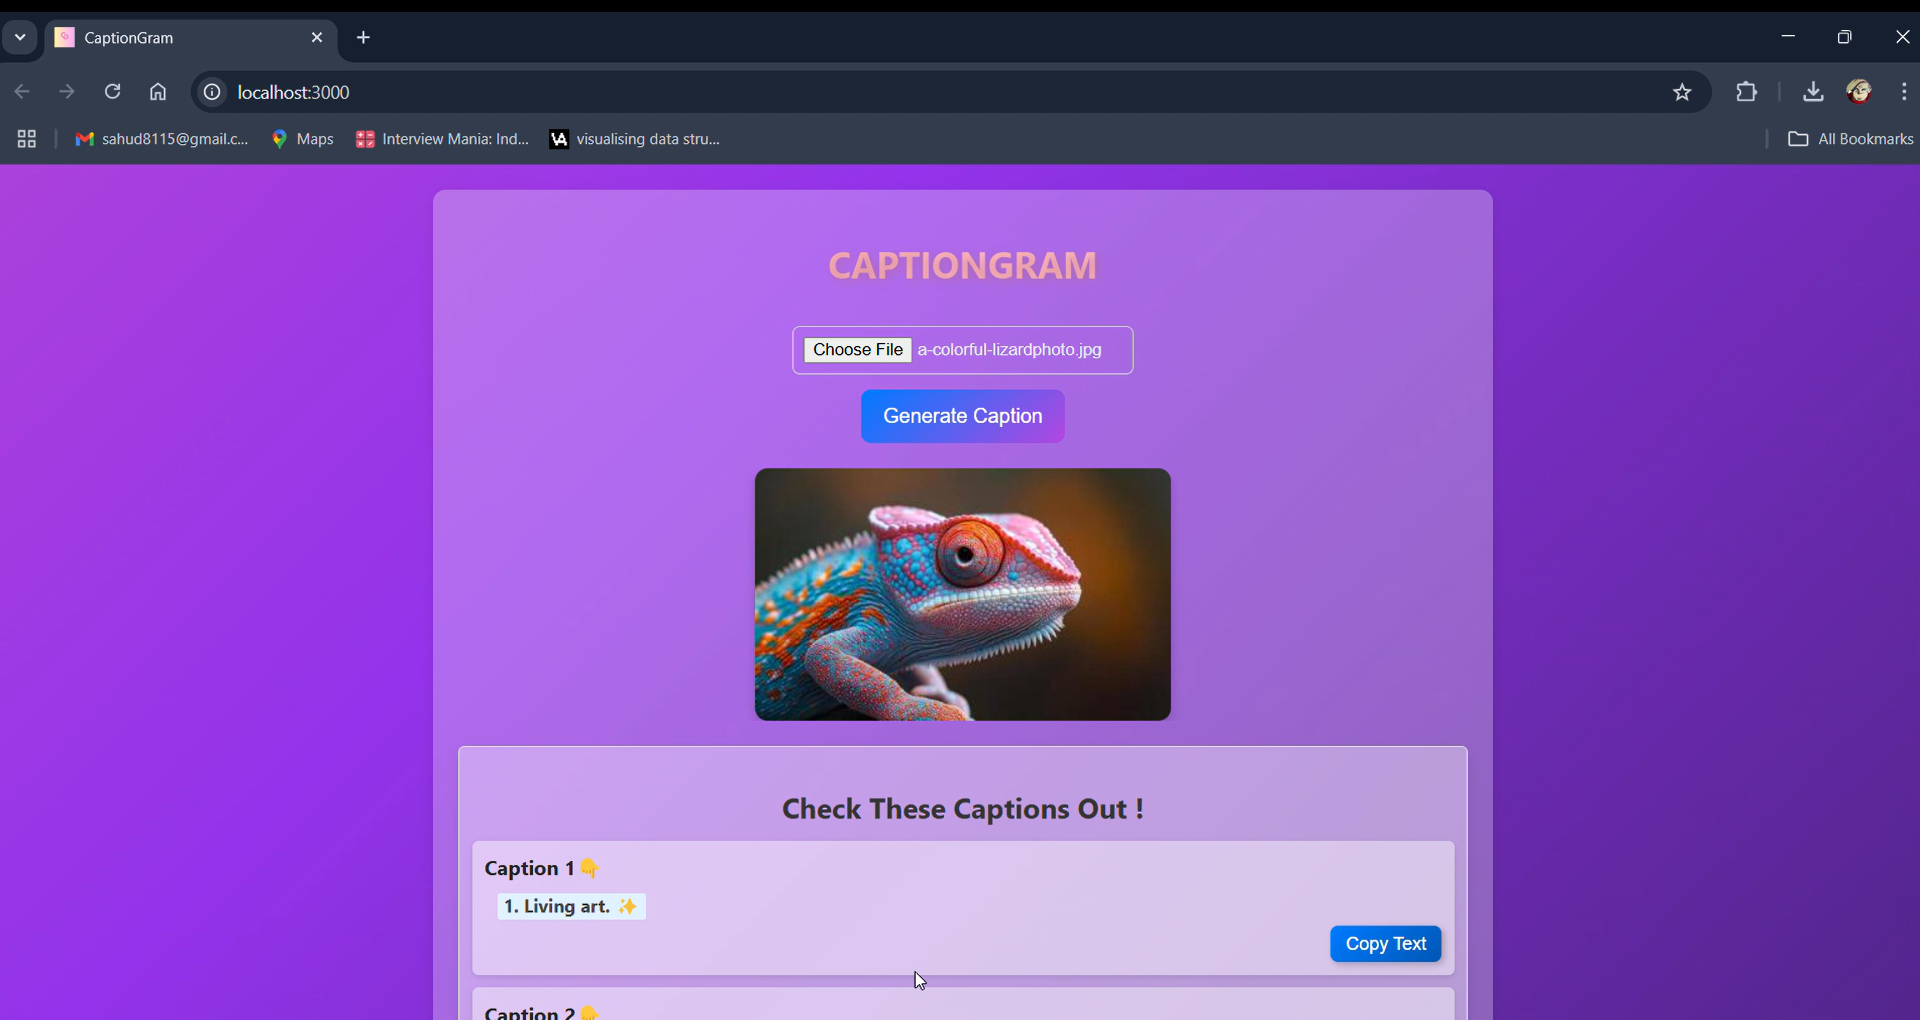 CaptionGram
localhost:3000
sahud8115@gmail.c... Maps Interview Mania: Ind... visualising data stru... All Bookmarks
CAPTIONGRAM
Choose File a-colorful-lizardphoto.jpg
Generate Caption
Check These Captions Out !
Caption 1👇
1. Living art. ✨
Copy Text
Caption 2👇